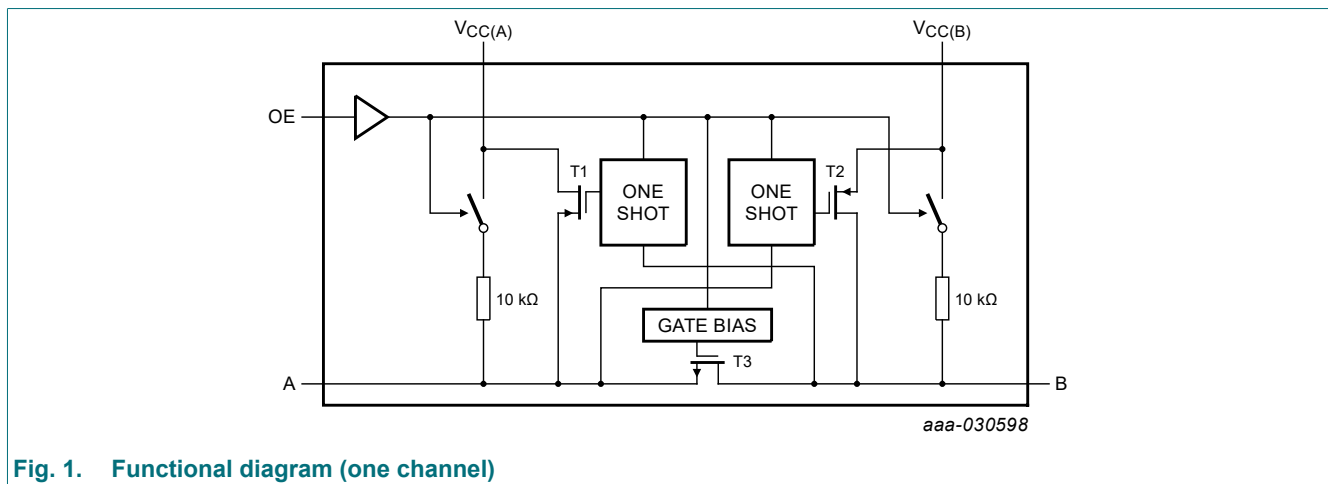 VCC(A)
VCC(B)
OE
T1
ONE
SHOT
ONE
SHOT
T2
10 kΩ
10 kΩ
GATE BIAS
T3
A
B
aaa-030598
Fig. 1. Functional diagram (one channel)